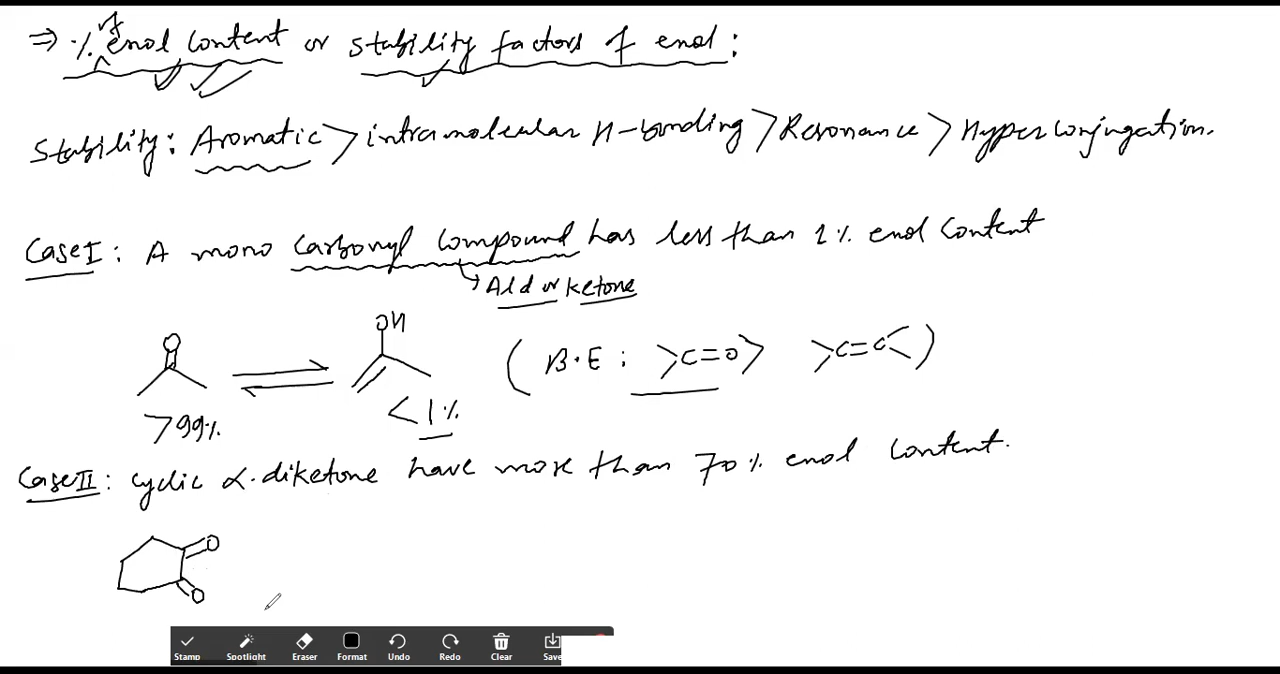 ⇒ % of enol content or stability factors of enol:
Stability: Aromatic > intramolecular H-bonding > Resonance > Hyperconjugation.
Case I: A mono carbonyl compound has less than 1% enol content
→ Ald or ketone
O
OH
( B.E: >C=O> >C=C< )
>99%
<1%
Case II: cyclic α-diketone have more than 70% enol content.
O
O
Stamp Spotlight Eraser Format Undo Redo Clear Save